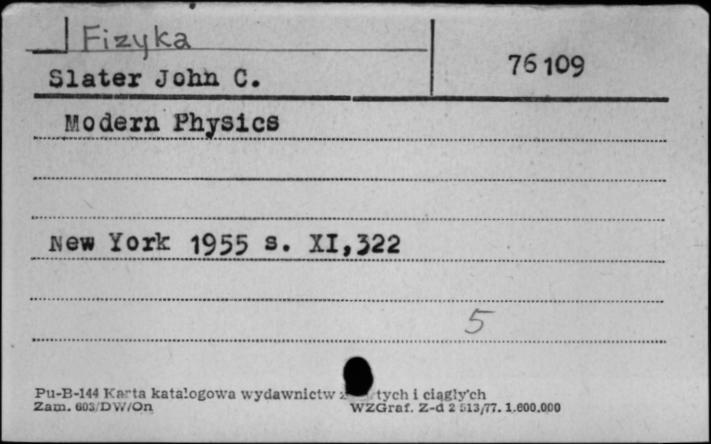 Fizyka
Slater John C.
76109
Modern Physics
New York 1955 s. XI,322
5
Pu-B-144 Karta katalogowa wydawnictw tych i ciągłych
Zam. 603/DW/On WZGraf. Z-d 2 513/77. 1.600.000